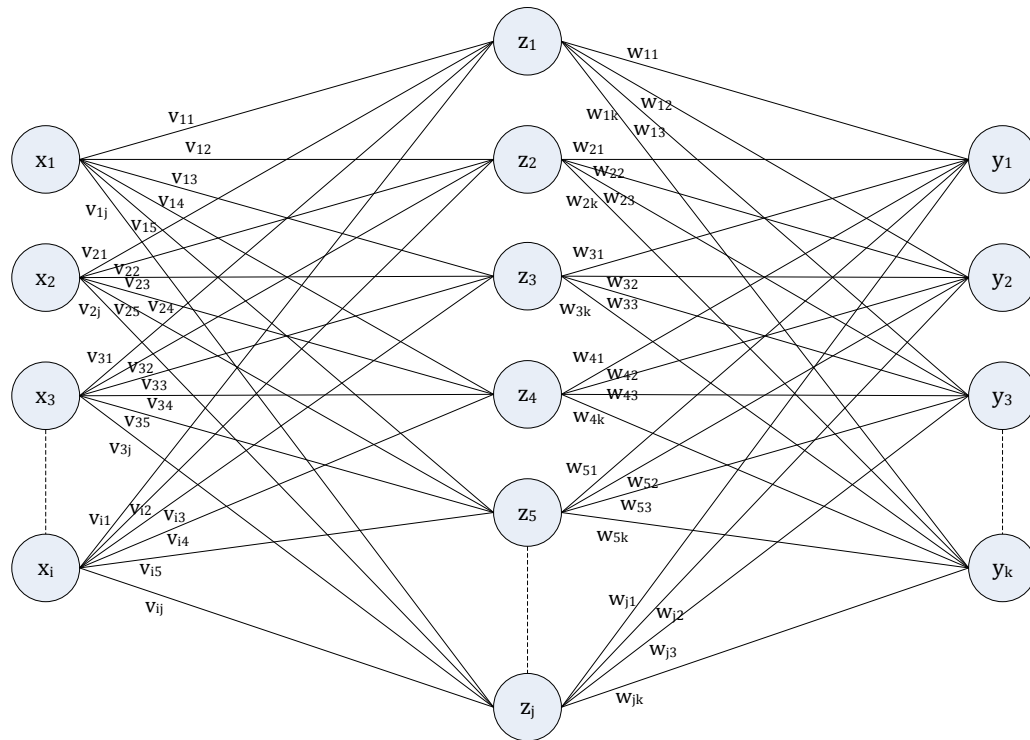 z₁
w₁₁
v₁₁
w₁₂
w₁ₖ
w₁₃
x₁
v₁₂
z₂
w₂₁
y₁
v₁₃
w₂₂
v₁₄
w₂ₖ
w₂₃
v₁ⱼ
v₁₅
v₂₁
w₃₁
x₂
v₂₂
z₃
y₂
v₂₃
w₃₂
v₂ⱼ
v₂₅
v₂₄
w₃ₖ
w₃₃
v₃₁
v₃₂
w₄₁
v₃₃
w₄₂
x₃
v₃₄
z₄
w₄₃
y₃
v₃₅
w₄ₖ
v₃ⱼ
w₅₁
w₅₂
vᵢ₁
vᵢ₂
vᵢ₃
z₅
w₅₃
vᵢ₄
w₅ₖ
xᵢ
vᵢ₅
yₖ
vᵢⱼ
wⱼ₁
wⱼ₂
wⱼ₃
wⱼₖ
zⱼ